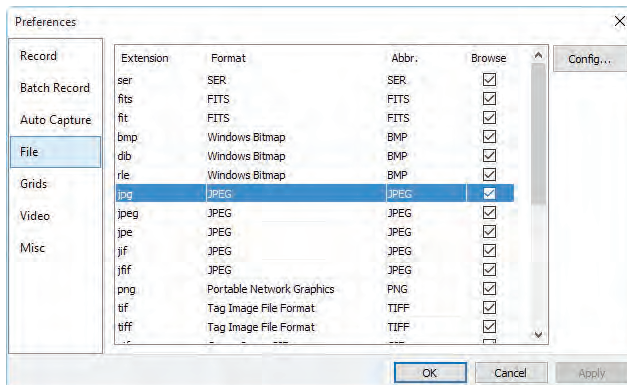 Preferences
Record
Batch Record
Auto Capture
File
Grids
Video
Misc
Extension Format Abbr. Browse
ser SER SER
fits FITS FITS
fit FITS FITS
bmp Windows Bitmap BMP
dib Windows Bitmap BMP
rle Windows Bitmap BMP
jpg JPEG JPEG
jpeg JPEG JPEG
jpe JPEG JPEG
jif JPEG JPEG
jfif JPEG JPEG
png Portable Network Graphics PNG
tif Tag Image File Format TIFF
tiff Tag Image File Format TIFF
Config...
OK Cancel Apply